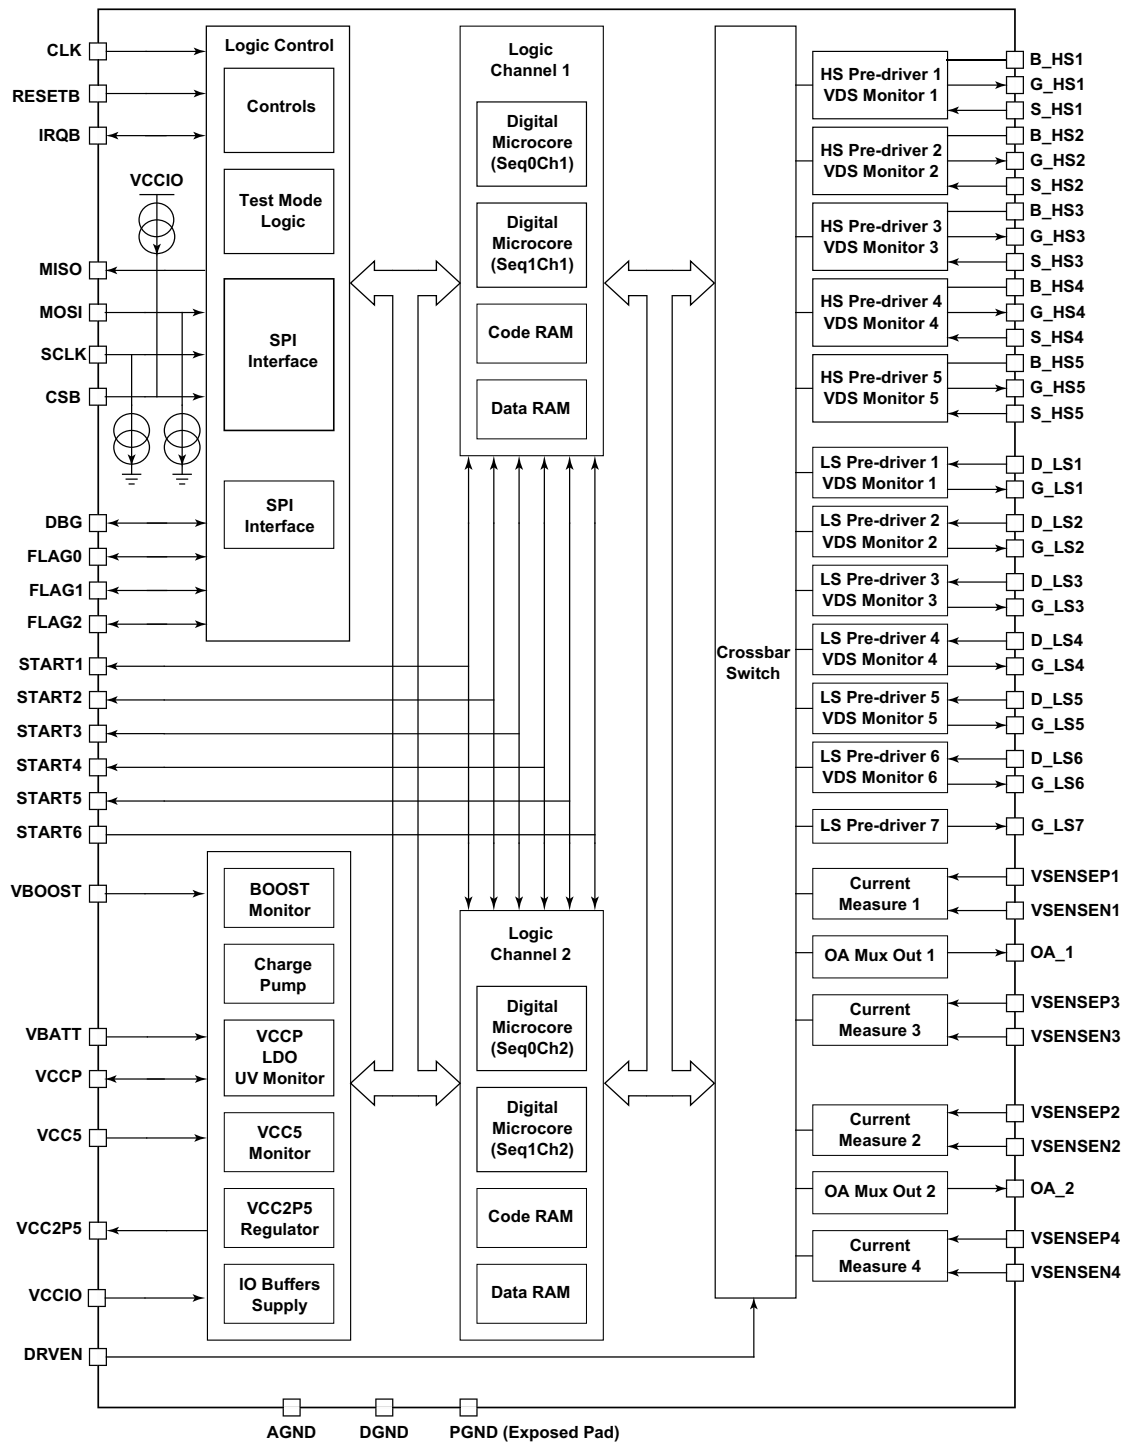 CLK
RESETB
IRQB
VCCIO
MISO
MOSI
SCLK
CSB
DBG
FLAG0
FLAG1
FLAG2
START1
START2
START3
START4
START5
START6
VBOOST
VBATT
VCCP
VCC5
VCC2P5
VCCIO
DRVEN
Logic Control
Controls
Test Mode
Logic
SPI
Interface
SPI
Interface
BOOST
Monitor
Charge
Pump
VCCP
LDO
UV Monitor
VCC5
Monitor
VCC2P5
Regulator
IO Buffers
Supply
Logic
Channel 1
Digital
Microcore
(Seq0Ch1)
Digital
Microcore
(Seq1Ch1)
Code RAM
Data RAM
Logic
Channel 2
Digital
Microcore
(Seq0Ch2)
Digital
Microcore
(Seq1Ch2)
Code RAM
Data RAM
Crossbar
Switch
HS Pre-driver 1
VDS Monitor 1
HS Pre-driver 2
VDS Monitor 2
HS Pre-driver 3
VDS Monitor 3
HS Pre-driver 4
VDS Monitor 4
HS Pre-driver 5
VDS Monitor 5
LS Pre-driver 1
VDS Monitor 1
LS Pre-driver 2
VDS Monitor 2
LS Pre-driver 3
VDS Monitor 3
LS Pre-driver 4
VDS Monitor 4
LS Pre-driver 5
VDS Monitor 5
LS Pre-driver 6
VDS Monitor 6
LS Pre-driver 7
Current
Measure 1
OA Mux Out 1
Current
Measure 3
Current
Measure 2
OA Mux Out 2
Current
Measure 4
B_HS1
G_HS1
S_HS1
B_HS2
G_HS2
S_HS2
B_HS3
G_HS3
S_HS3
B_HS4
G_HS4
S_HS4
B_HS5
G_HS5
S_HS5
D_LS1
G_LS1
D_LS2
G_LS2
D_LS3
G_LS3
D_LS4
G_LS4
D_LS5
G_LS5
D_LS6
G_LS6
G_LS7
VSENSEP1
VSENSEN1
OA_1
VSENSEP3
VSENSEN3
VSENSEP2
VSENSEN2
OA_2
VSENSEP4
VSENSEN4
AGND
DGND
PGND (Exposed Pad)